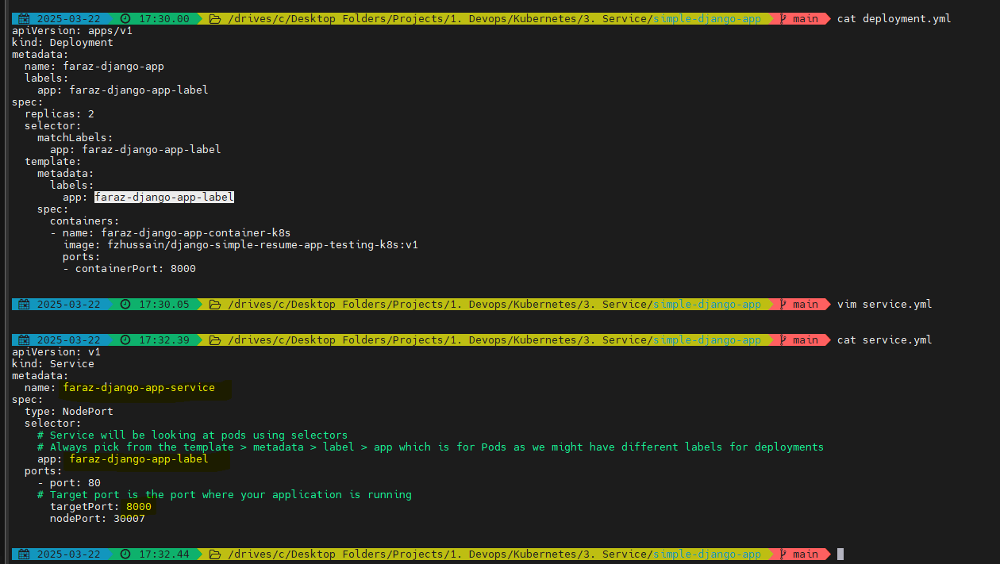 2025-03-22 17:30.00 /drives/c/Desktop Folders/Projects/1. Devops/Kubernetes/3. Service/simple-django-app main cat deployment.yml
apiVersion: apps/v1
kind: Deployment
metadata:
  name: faraz-django-app
  labels:
    app: faraz-django-app-label
spec:
  replicas: 2
  selector:
    matchLabels:
      app: faraz-django-app-label
  template:
    metadata:
      labels:
        app: faraz-django-app-label
    spec:
      containers:
      - name: faraz-django-app-container-k8s
        image: fzhussain/django-simple-resume-app-testing-k8s:v1
        ports:
        - containerPort: 8000
2025-03-22 17:30.05 /drives/c/Desktop Folders/Projects/1. Devops/Kubernetes/3. Service/simple-django-app main vim service.yml
2025-03-22 17:32.39 /drives/c/Desktop Folders/Projects/1. Devops/Kubernetes/3. Service/simple-django-app main cat service.yml
apiVersion: v1
kind: Service
metadata:
  name: faraz-django-app-service
spec:
  type: NodePort
  selector:
    # Service will be looking at pods using selectors
    # Always pick from the template > metadata > label > app which is for Pods as we might have different labels for deployments
    app: faraz-django-app-label
  ports:
    - port: 80
    # Target port is the port where your application is running
      targetPort: 8000
      nodePort: 30007
2025-03-22 17:32.44 /drives/c/Desktop Folders/Projects/1. Devops/Kubernetes/3. Service/simple-django-app main